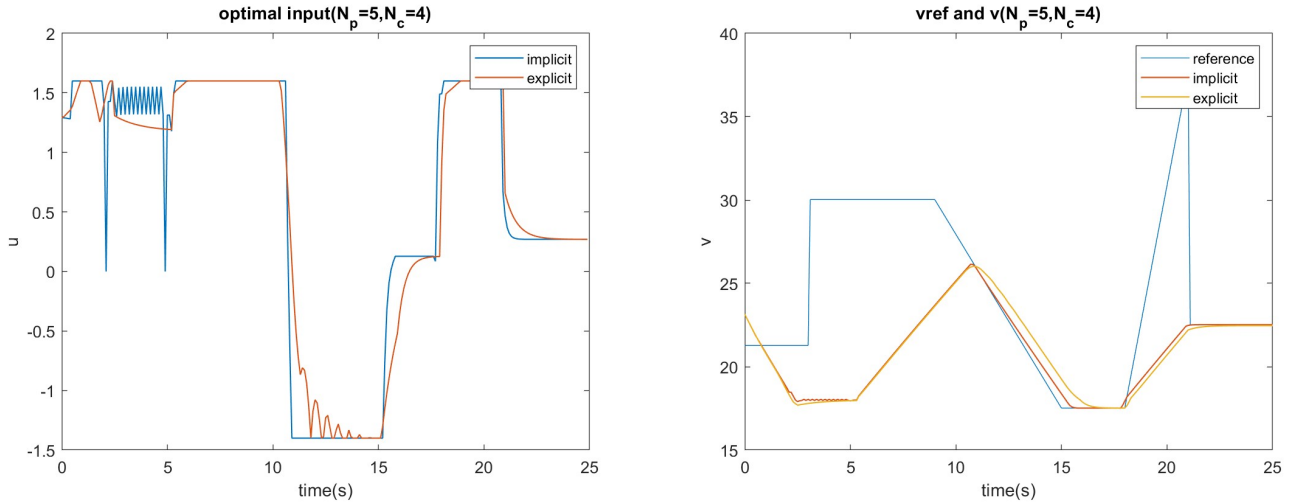 optimal input(N_p=5,N_c=4)
2
1.5
1
0.5
0
-0.5
-1
-1.5
u
0
5
10
15
20
25
time(s)
implicit
explicit
vref and v(N_p=5,N_c=4)
40
35
30
25
20
15
v
0
5
10
15
20
25
time(s)
reference
implicit
explicit